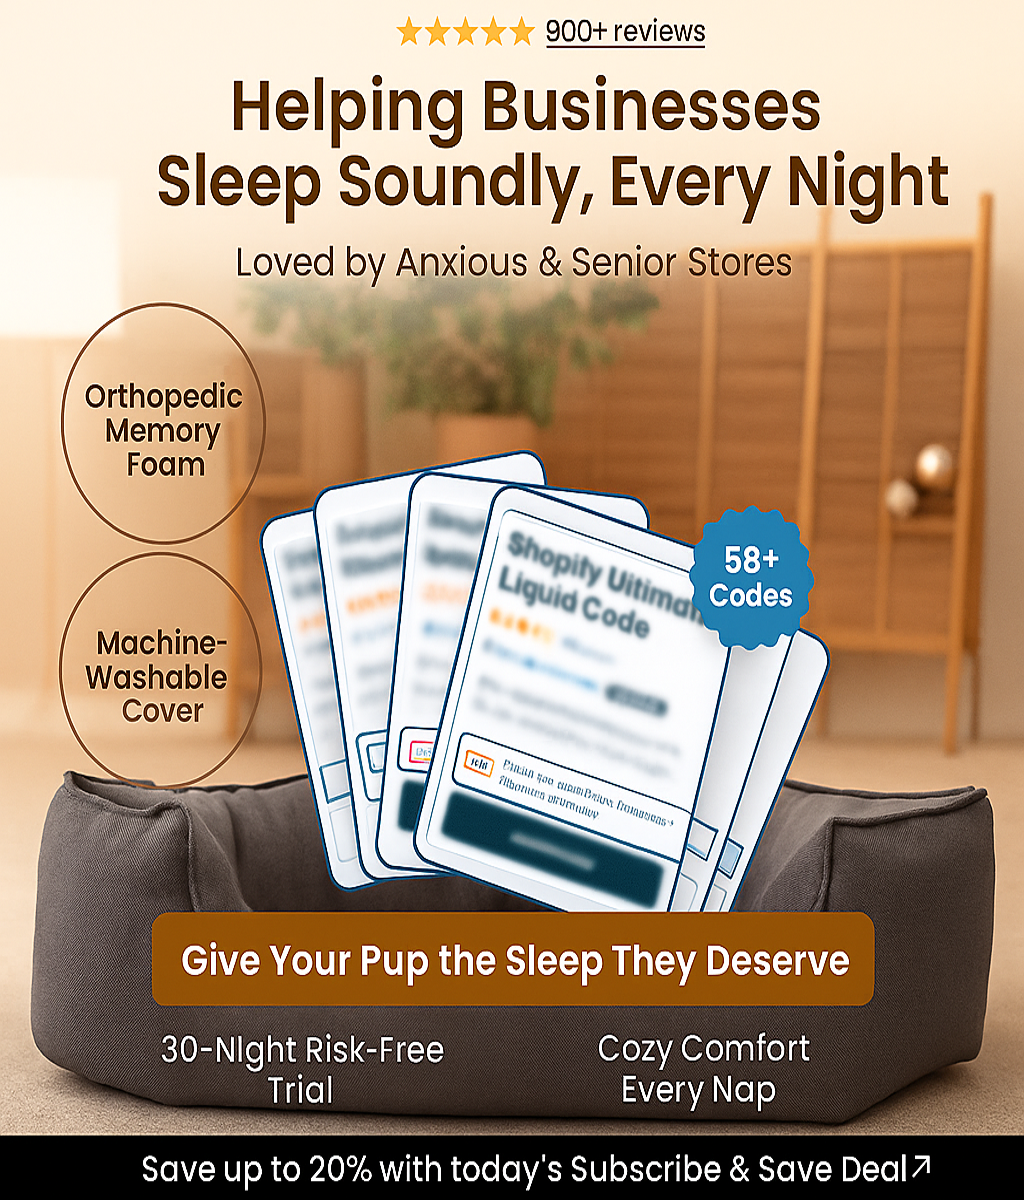 900+ reviews
Helping Businesses
Sleep Soundly, Every Night
Loved by Anxious & Senior Stores
Orthopedic
Memory
Foam
Machine-
Washable
Cover
Shopify
Liquid Code
58+
Codes
Give Your Pup the Sleep They Deserve
30-NIght Risk-Free
Trial
Cozy Comfort
Every Nap
Save up to 20% with today's Subscribe & Save Deal↗